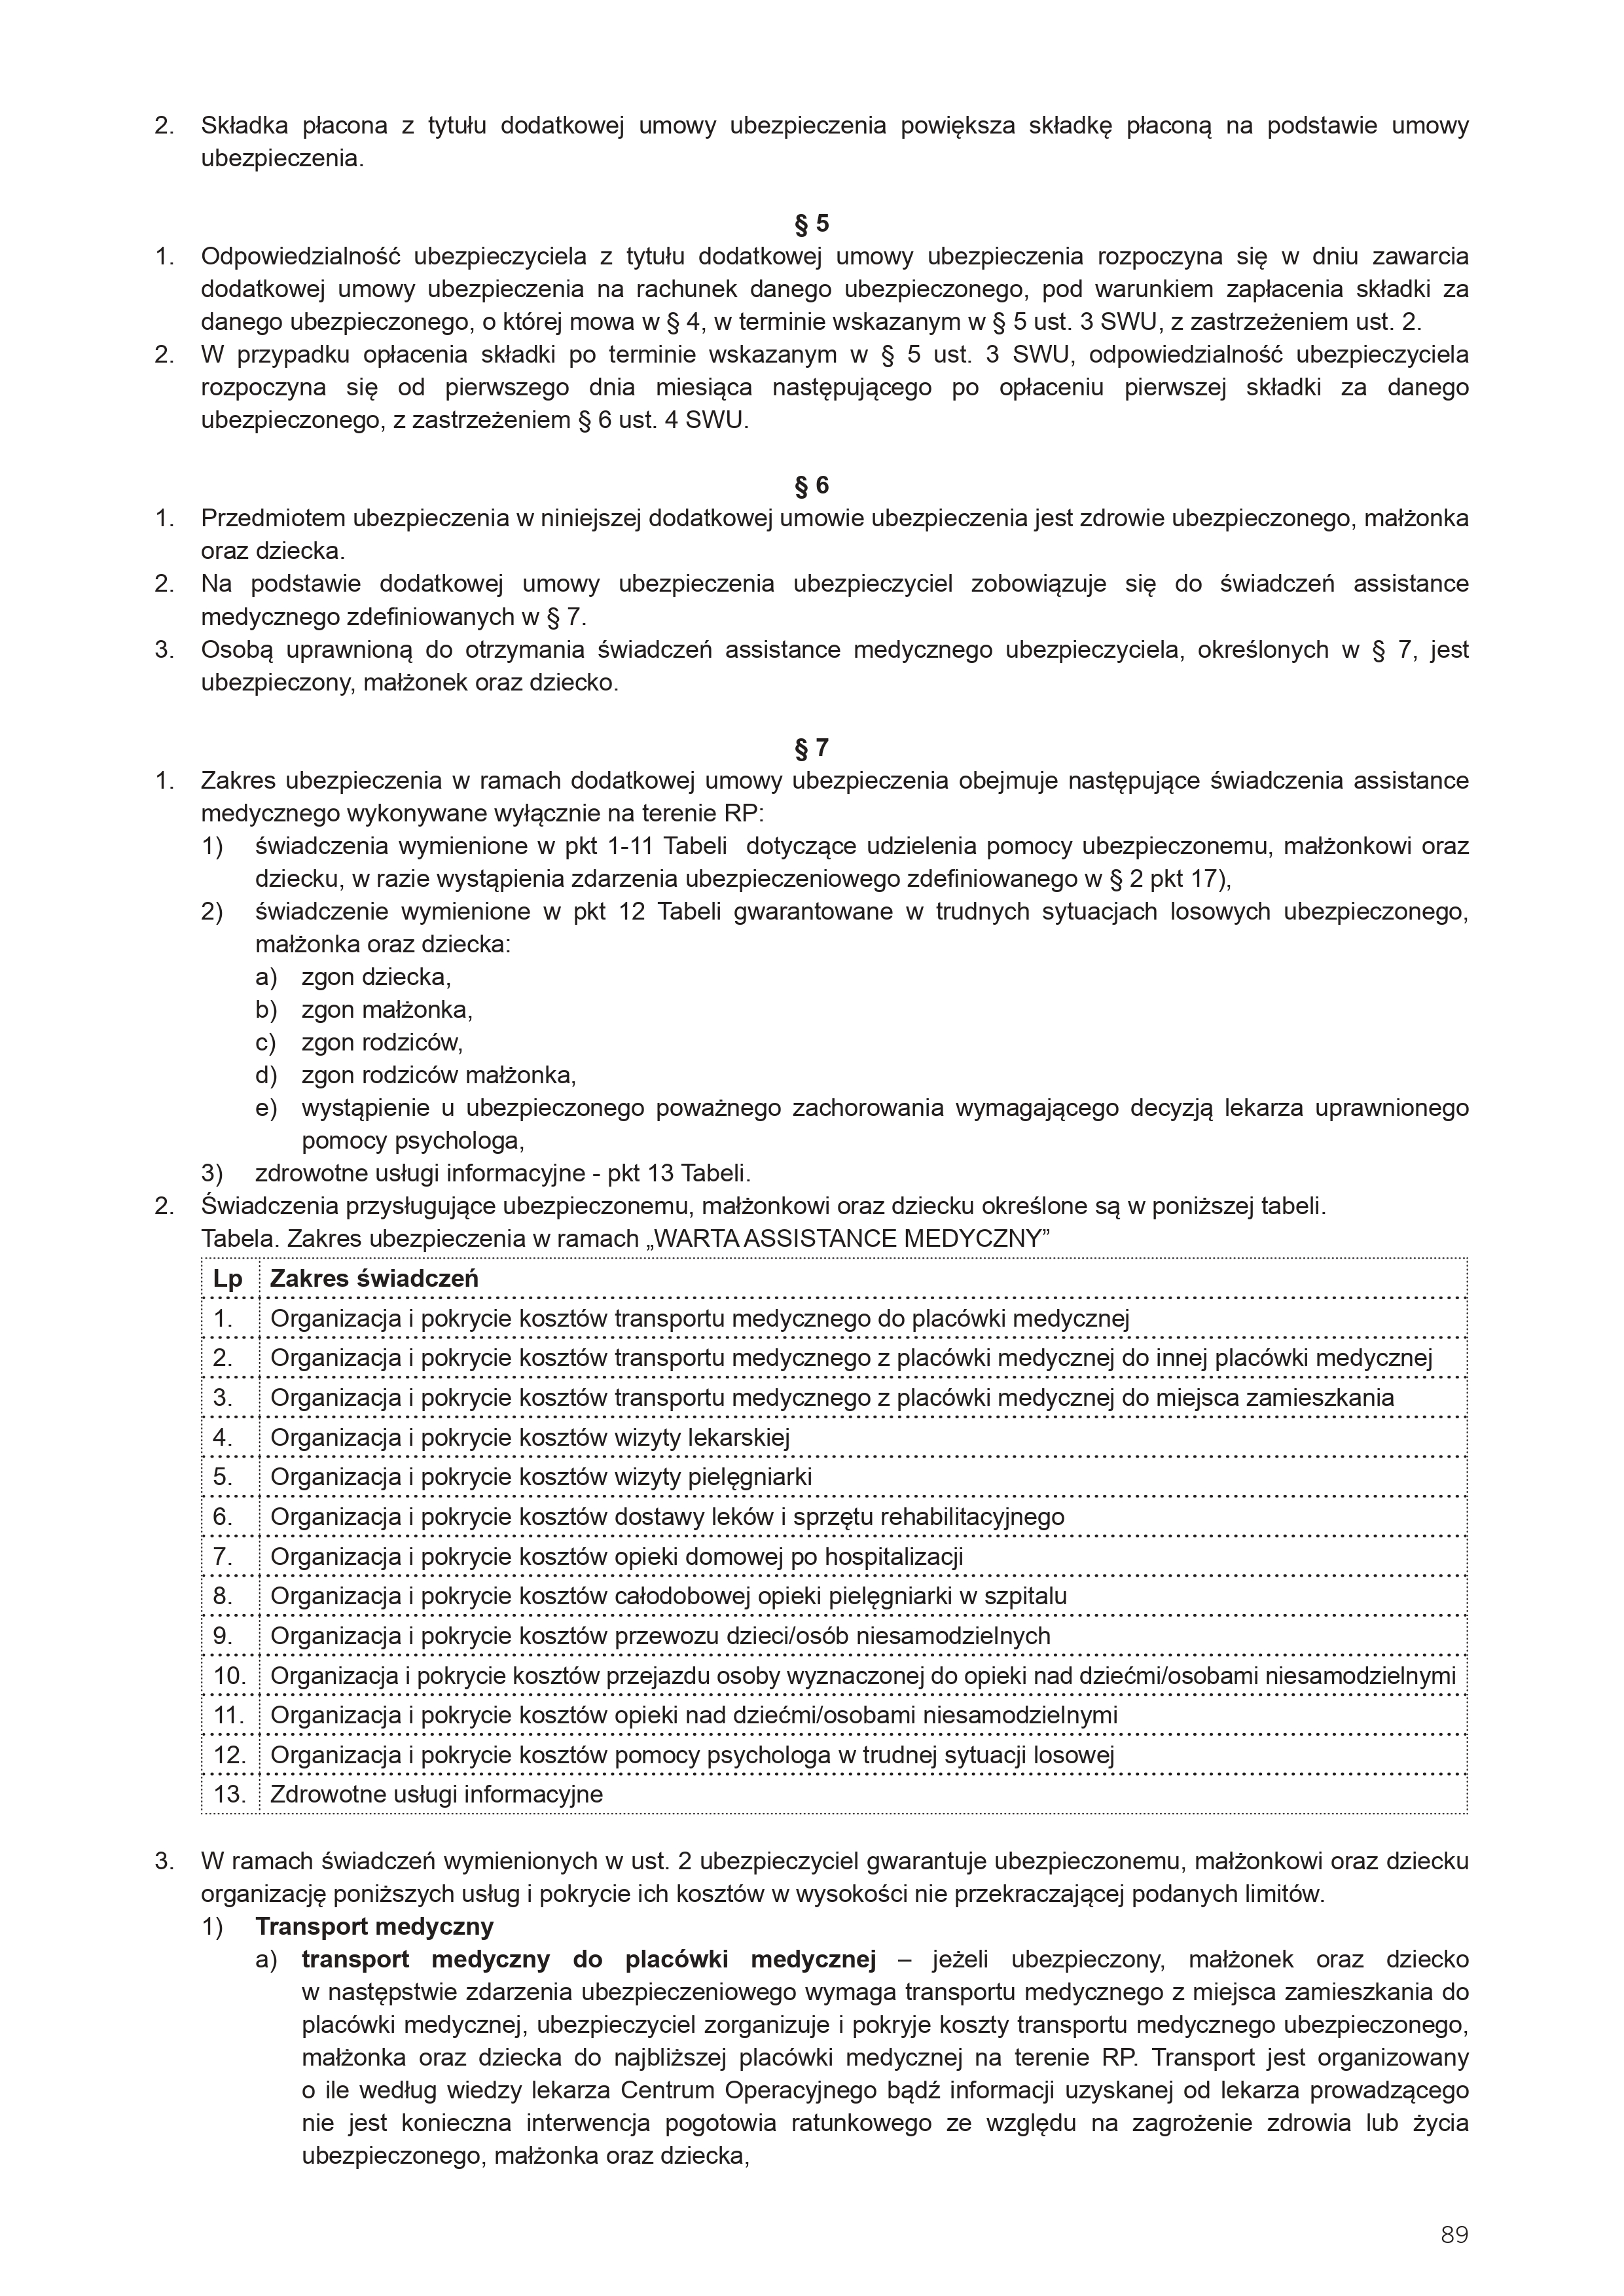 2. Składka płacona z tytułu dodatkowej umowy ubezpieczenia powiększa składkę płaconą na podstawie umowy
ubezpieczenia.
§ 5
1. Odpowiedzialność ubezpieczyciela z tytułu dodatkowej umowy ubezpieczenia rozpoczyna się w dniu zawarcia
dodatkowej umowy ubezpieczenia na rachunek danego ubezpieczonego, pod warunkiem zapłacenia składki za
danego ubezpieczonego, o której mowa w § 4, w terminie wskazanym w § 5 ust. 3 SWU, z zastrzeżeniem ust. 2.
2. W przypadku opłacenia składki po terminie wskazanym w § 5 ust. 3 SWU, odpowiedzialność ubezpieczyciela
rozpoczyna się od pierwszego dnia miesiąca następującego po opłaceniu pierwszej składki za danego
ubezpieczonego, z zastrzeżeniem § 6 ust. 4 SWU.
§ 6
1. Przedmiotem ubezpieczenia w niniejszej dodatkowej umowie ubezpieczenia jest zdrowie ubezpieczonego, małżonka
oraz dziecka.
2. Na podstawie dodatkowej umowy ubezpieczenia ubezpieczyciel zobowiązuje się do świadczeń assistance
medycznego zdefiniowanych w § 7.
3. Osobą uprawnioną do otrzymania świadczeń assistance medycznego ubezpieczyciela, określonych w § 7, jest
ubezpieczony, małżonek oraz dziecko.
§ 7
1. Zakres ubezpieczenia w ramach dodatkowej umowy ubezpieczenia obejmuje następujące świadczenia assistance
medycznego wykonywane wyłącznie na terenie RP:
1) świadczenia wymienione w pkt 1-11 Tabeli dotyczące udzielenia pomocy ubezpieczonemu, małżonkowi oraz
dziecku, w razie wystąpienia zdarzenia ubezpieczeniowego zdefiniowanego w § 2 pkt 17),
2) świadczenie wymienione w pkt 12 Tabeli gwarantowane w trudnych sytuacjach losowych ubezpieczonego,
małżonka oraz dziecka:
a) zgon dziecka,
b) zgon małżonka,
c) zgon rodziców,
d) zgon rodziców małżonka,
e) wystąpienie u ubezpieczonego poważnego zachorowania wymagającego decyzją lekarza uprawnionego
pomocy psychologa,
3) zdrowotne usługi informacyjne - pkt 13 Tabeli.
2. Świadczenia przysługujące ubezpieczonemu, małżonkowi oraz dziecku określone są w poniższej tabeli.
Tabela. Zakres ubezpieczenia w ramach „WARTA ASSISTANCE MEDYCZNY”
Lp Zakres świadczeń
1. Organizacja i pokrycie kosztów transportu medycznego do placówki medycznej
2. Organizacja i pokrycie kosztów transportu medycznego z placówki medycznej do innej placówki medycznej
3. Organizacja i pokrycie kosztów transportu medycznego z placówki medycznej do miejsca zamieszkania
4. Organizacja i pokrycie kosztów wizyty lekarskiej
5. Organizacja i pokrycie kosztów wizyty pielęgniarki
6. Organizacja i pokrycie kosztów dostawy leków i sprzętu rehabilitacyjnego
7. Organizacja i pokrycie kosztów opieki domowej po hospitalizacji
8. Organizacja i pokrycie kosztów całodobowej opieki pielęgniarki w szpitalu
9. Organizacja i pokrycie kosztów przewozu dzieci/osób niesamodzielnych
10. Organizacja i pokrycie kosztów przejazdu osoby wyznaczonej do opieki nad dziećmi/osobami niesamodzielnymi
11. Organizacja i pokrycie kosztów opieki nad dziećmi/osobami niesamodzielnymi
12. Organizacja i pokrycie kosztów pomocy psychologa w trudnej sytuacji losowej
13. Zdrowotne usługi informacyjne
3. W ramach świadczeń wymienionych w ust. 2 ubezpieczyciel gwarantuje ubezpieczonemu, małżonkowi oraz dziecku
organizację poniższych usług i pokrycie ich kosztów w wysokości nie przekraczającej podanych limitów.
1) Transport medyczny
a) transport medyczny do placówki medycznej – jeżeli ubezpieczony, małżonek oraz dziecko
w następstwie zdarzenia ubezpieczeniowego wymaga transportu medycznego z miejsca zamieszkania do
placówki medycznej, ubezpieczyciel zorganizuje i pokryje koszty transportu medycznego ubezpieczonego,
małżonka oraz dziecka do najbliższej placówki medycznej na terenie RP. Transport jest organizowany
o ile według wiedzy lekarza Centrum Operacyjnego bądź informacji uzyskanej od lekarza prowadzącego
nie jest konieczna interwencja pogotowia ratunkowego ze względu na zagrożenie zdrowia lub życia
ubezpieczonego, małżonka oraz dziecka,
89